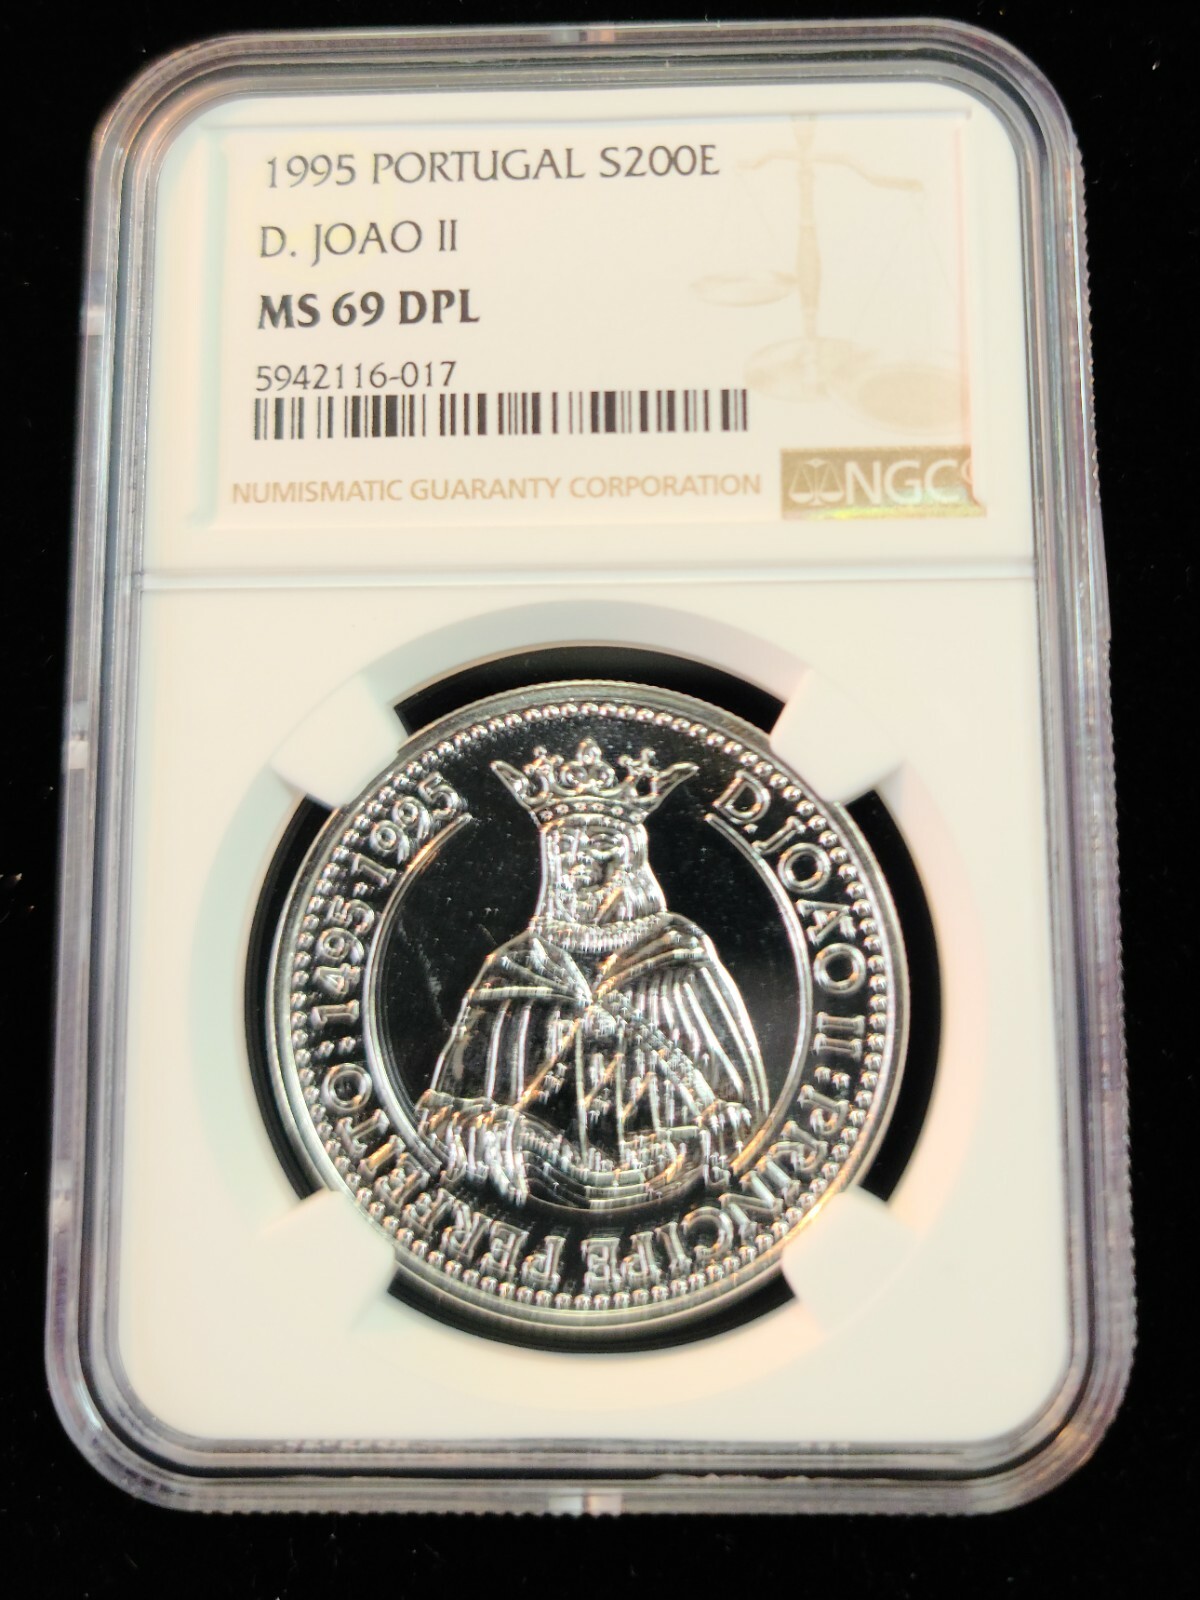 1995 PORTUGAL S200E
D. JOAO II
MS 69 DPL
5942116-017
NUMISMATIC GUARANTY CORPORATION
NGC
D. JOÃO II : PRINCIPE PERFEITO : 1495-1995